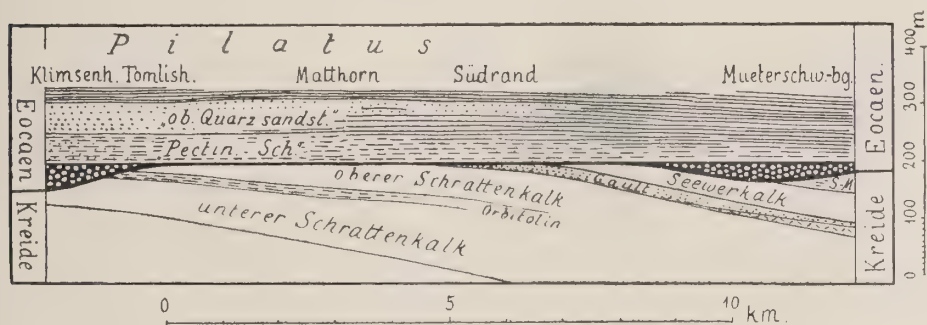 Pilatus
Klimsenh. Tomlish. Matthorn Südrand Mueterschw.-bg.
Eocaen
Kreide
„ob. Quarzsandst."
Pectin. Sch.
oberer Schrattenkalk
Orbitolin
unterer Schrattenkalk
Gault
Seewerkalk
S.M.
Eocaen.
Kreide
400 m
300
200
100
0
0 5 10 km.